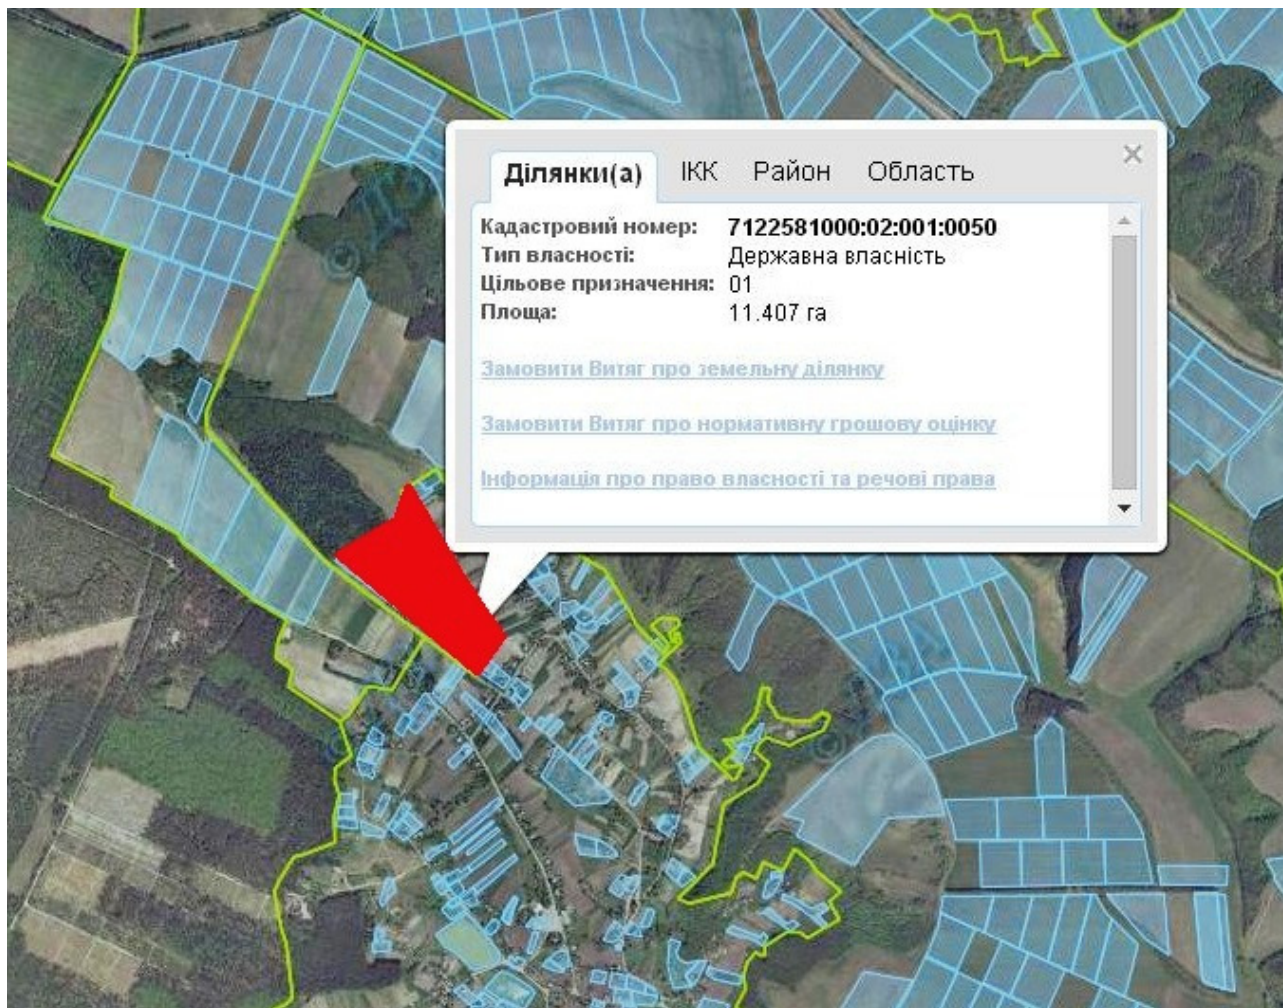 Ділянки(а) ІКК Район Область
Кадастровий номер: 7122581000:02:001:0050
Тип власності: Державна власність
Цільове призначення: 01
Площа: 11.407 га
Замовити Витяг про земельну ділянку
Замовити Витяг про нормативну грошову оцінку
Інформація про право власності та речові права